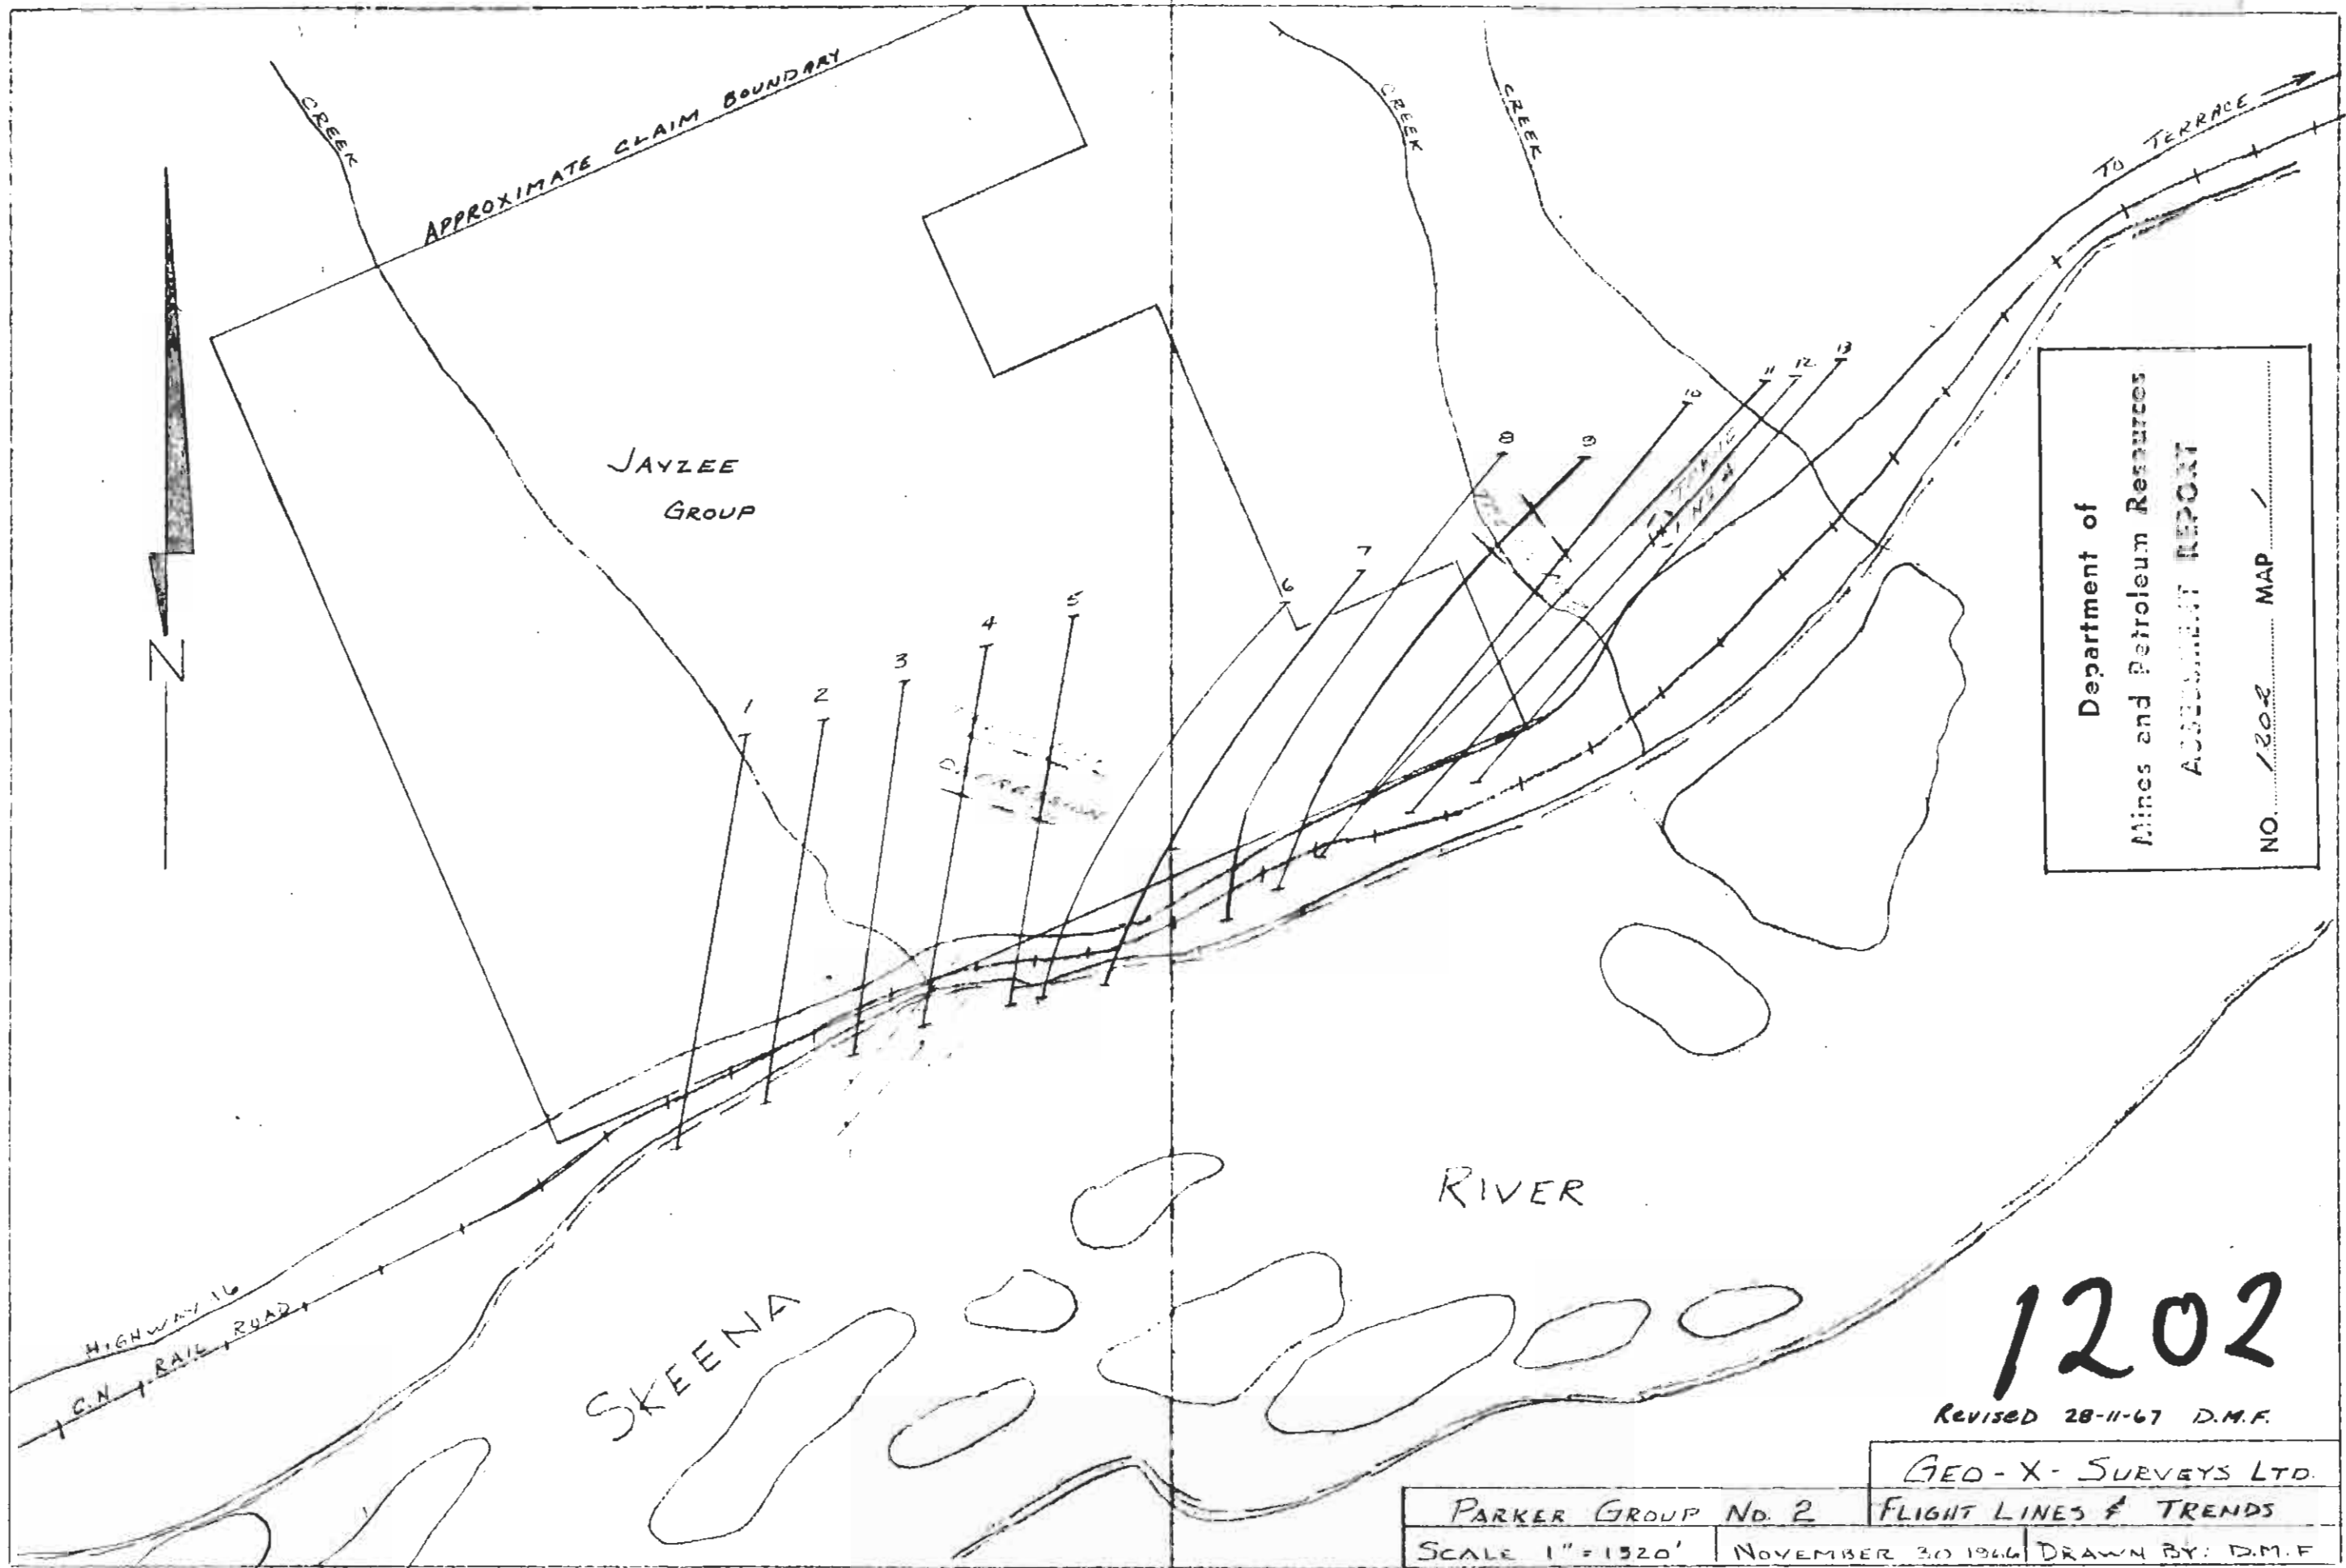 APPROXIMATE CLAIM BOUNDARY
CREEK
CREEK
CREEK
TO TERRACE
JAYZEE
GROUP
1
2
3
4
5
6
7
8
9
10
11
12
13
N
Department of
Mines and Petroleum Resources
ASSESSMENT REPORT
NO. 1202 MAP 1
HIGHWAY 16
C.N. RAIL ROAD
SKEENA
RIVER
1202
REVISED 28-11-67 D.M.F.
GEO-X-SURVEYS LTD.
PARKER GROUP NO. 2
FLIGHT LINES & TRENDS
SCALE 1"=1320'
NOVEMBER 30 1966
DRAWN BY: D.M.F